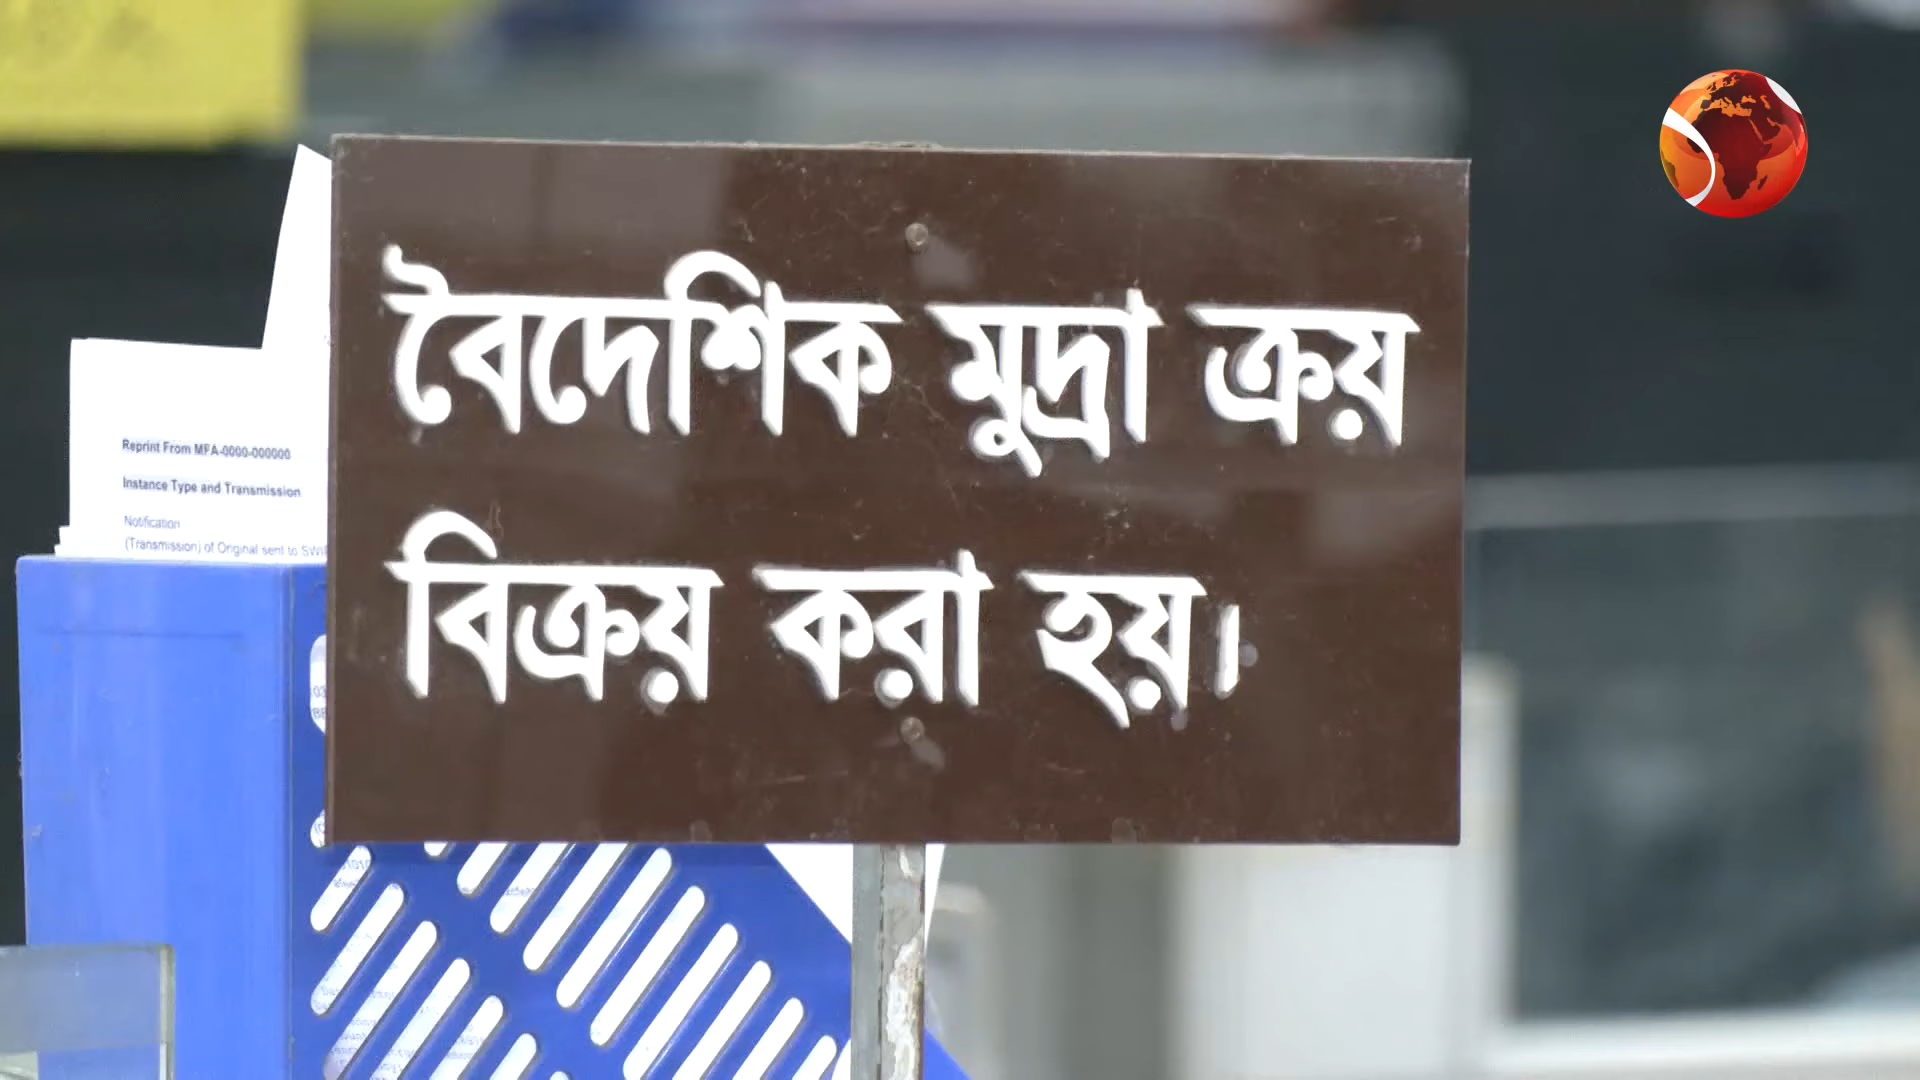 বৈদেশিক মুদ্রা ক্রয়
বিক্রয় করা হয়।
Reprint From MFA-0000-000000
Instance Type and Transmission
Notification
(Transmission) of Original sent to